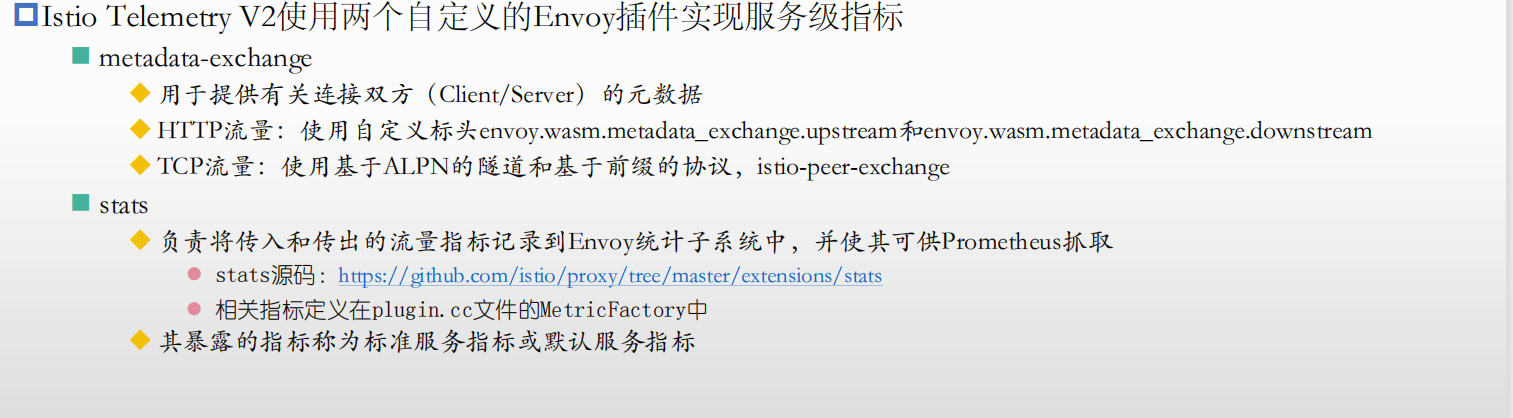 Istio Telemetry V2使用两个自定义的Envoy插件实现服务级指标
metadata-exchange
用于提供有关连接双方（Client/Server）的元数据
HTTP流量：使用自定义标头envoy.wasm.metadata_exchange.upstream和envoy.wasm.metadata_exchange.downstream
TCP流量：使用基于ALPN的隧道和基于前缀的协议，istio-peer-exchange
stats
负责将传入和传出的流量指标记录到Envoy统计子系统中，并使其可供Prometheus抓取
stats源码：https://github.com/istio/proxy/tree/master/extensions/stats
相关指标定义在plugin.cc文件的MetricFactory中
其暴露的指标称为标准服务指标或默认服务指标